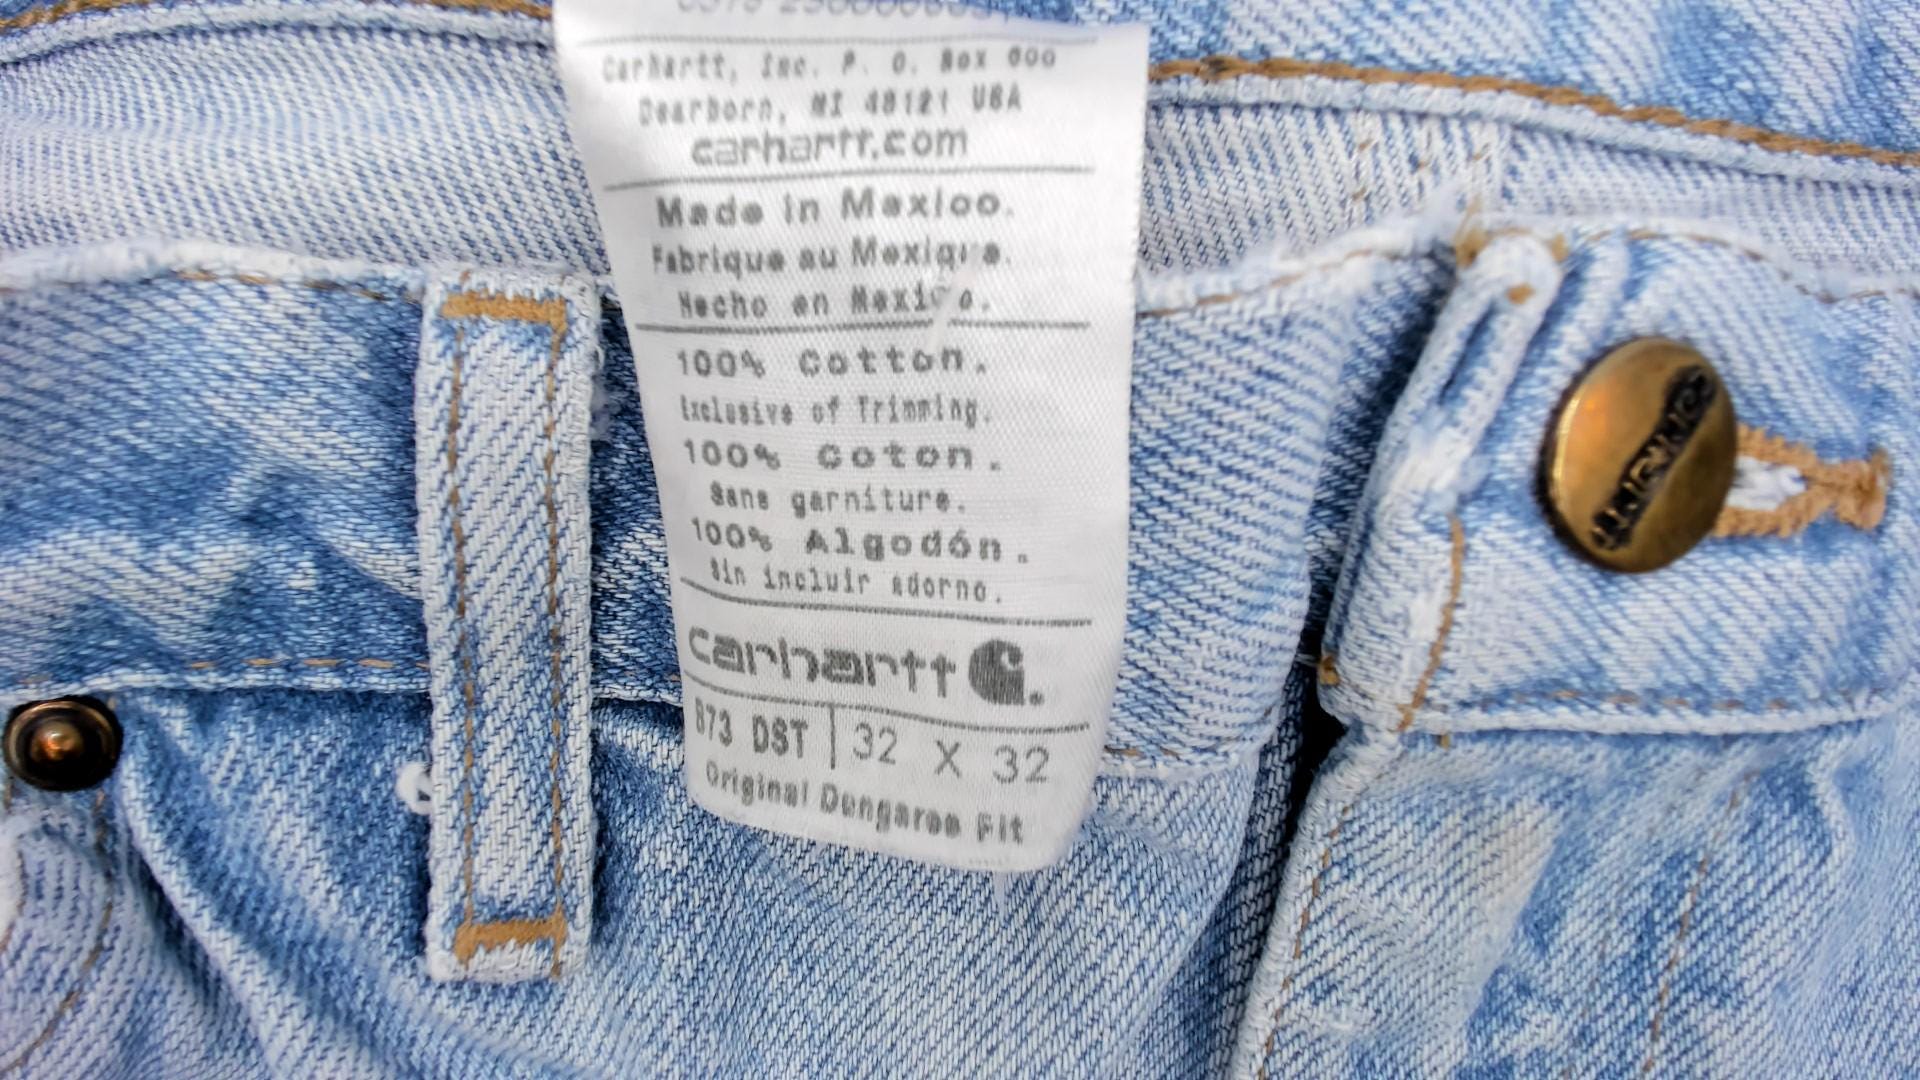 Carhartt, Inc. P. O. Box 600
Dearborn, MI 48121 USA
carhartt.com
Made in Mexico.
Fabrique au Mexique.
Hecho en Mexico.
100% Cotton.
Exclusive of Trimming.
100% Coton.
Sans garniture.
100% Algodón.
Sin incluir adorno.
carhartt
B73 DST | 32 X 32
Original Dungaree Fit
CARHARTT